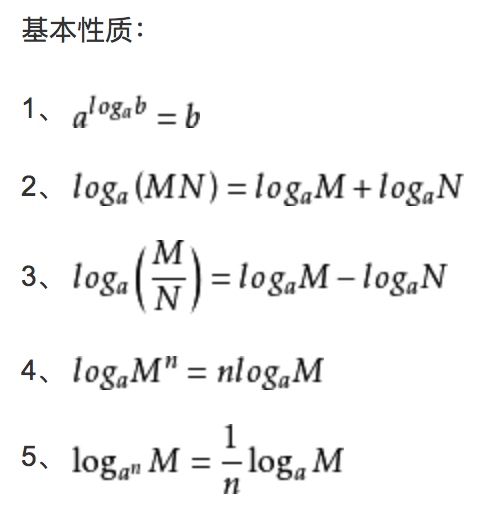 基本性质：
1、 $a^{log_a b} = b$
2、 $log_a (MN) = log_a M + log_a N$
3、 $log_a \left( \frac{M}{N} \right) = log_a M - log_a N$
4、 $log_a M^n = nlog_a M$
5、 $\log_{a^n} M = \frac{1}{n} \log_a M$